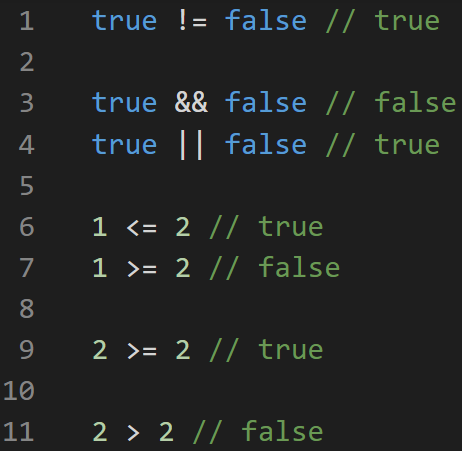 1 true != false // true
2
3 true && false // false
4 true || false // true
5
6 1 <= 2 // true
7 1 >= 2 // false
8
9 2 >= 2 // true
10
11 2 > 2 // false